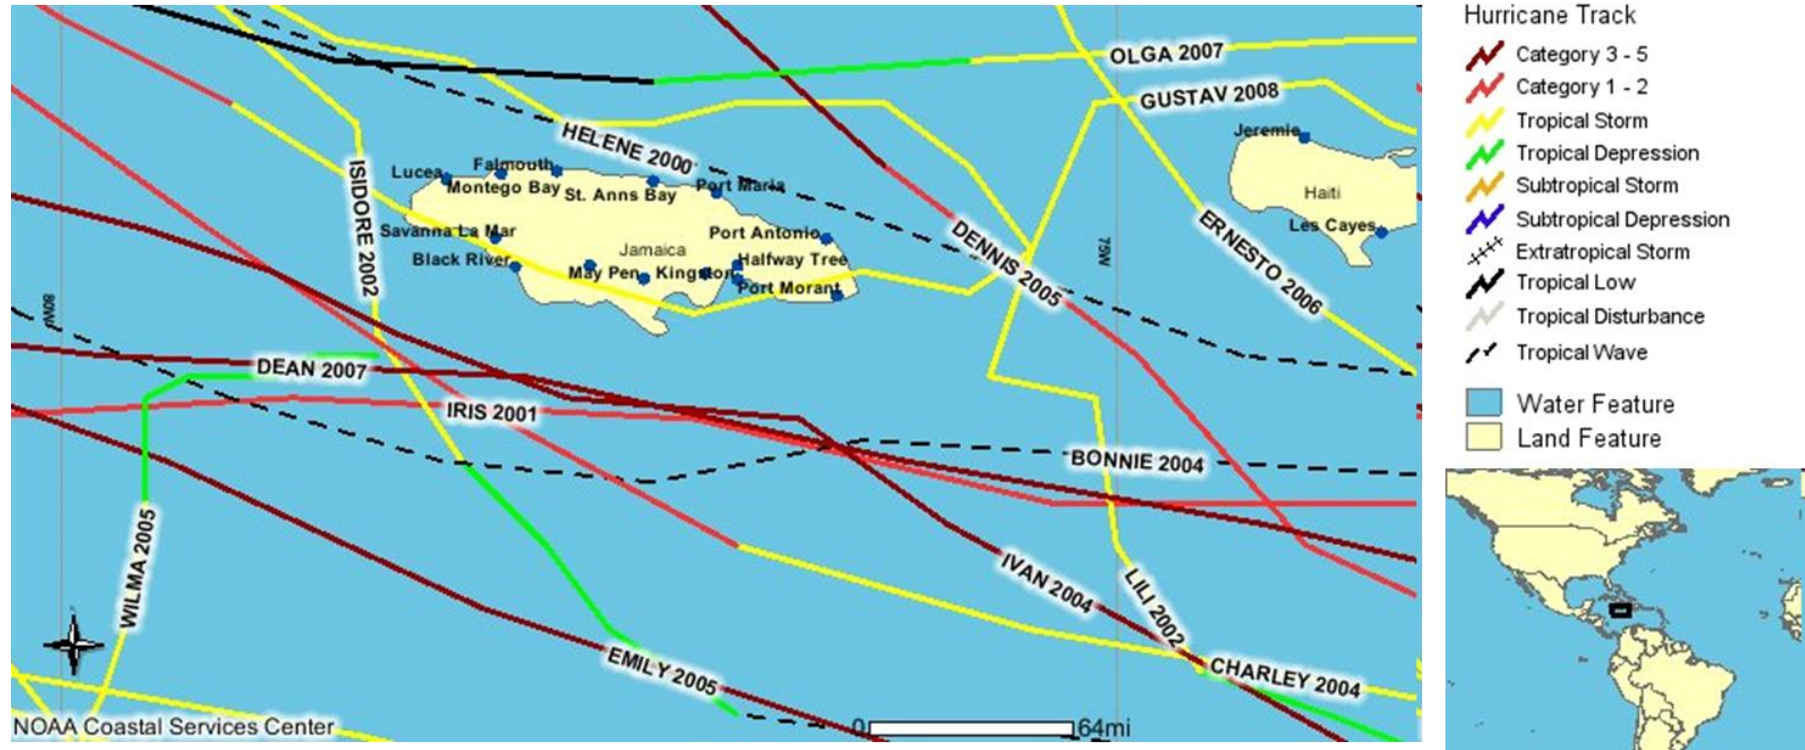 Hurricane Track
Category 3 - 5
Category 1 - 2
Tropical Storm
Tropical Depression
Subtropical Storm
Subtropical Depression
Extratropical Storm
Tropical Low
Tropical Disturbance
Tropical Wave
Water Feature
Land Feature
OLGA 2007
GUSTAV 2008
HELENE 2000
Jeremie
Lucea
Falmouth
Montego Bay
St. Anns Bay
Port Maria
Haiti
ISIDORE 2002
Savanna La Mar
Port Antonio
Les Cayes
DENNIS 2005
ERNESTO 2006
75W
Black River
Jamaica
Halfway Tree
May Pen
Kingston
Port Morant
80W
DEAN 2007
IRIS 2001
BONNIE 2004
WILMA 2005
IVAN 2004
LILI 2002
EMILY 2005
CHARLEY 2004
NOAA Coastal Services Center
0 64mi